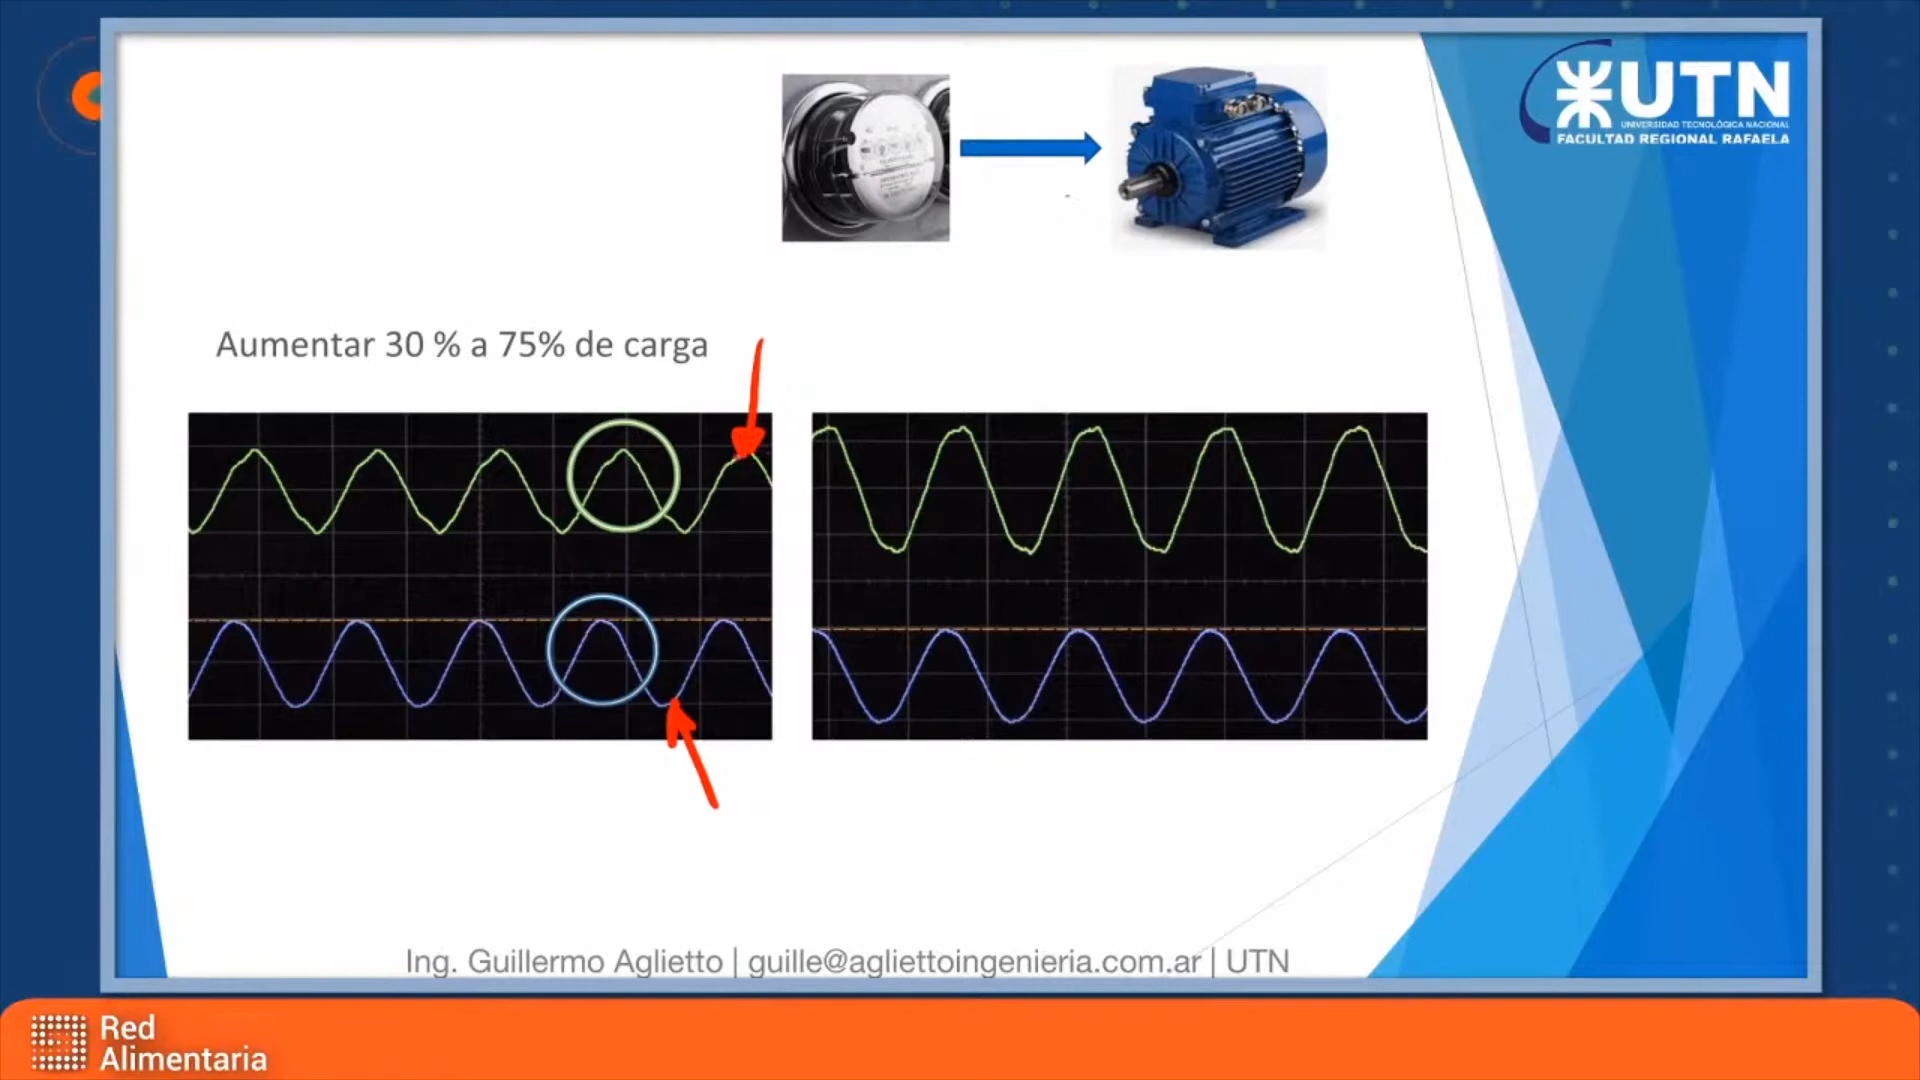 UTN
UNIVERSIDAD TECNOLÓGICA NACIONAL
FACULTAD REGIONAL RAFAELA
Aumentar 30 % a 75% de carga
Ing. Guillermo Aglietto | guille@agliettoingenieria.com.ar | UTN
Red
Alimentaria